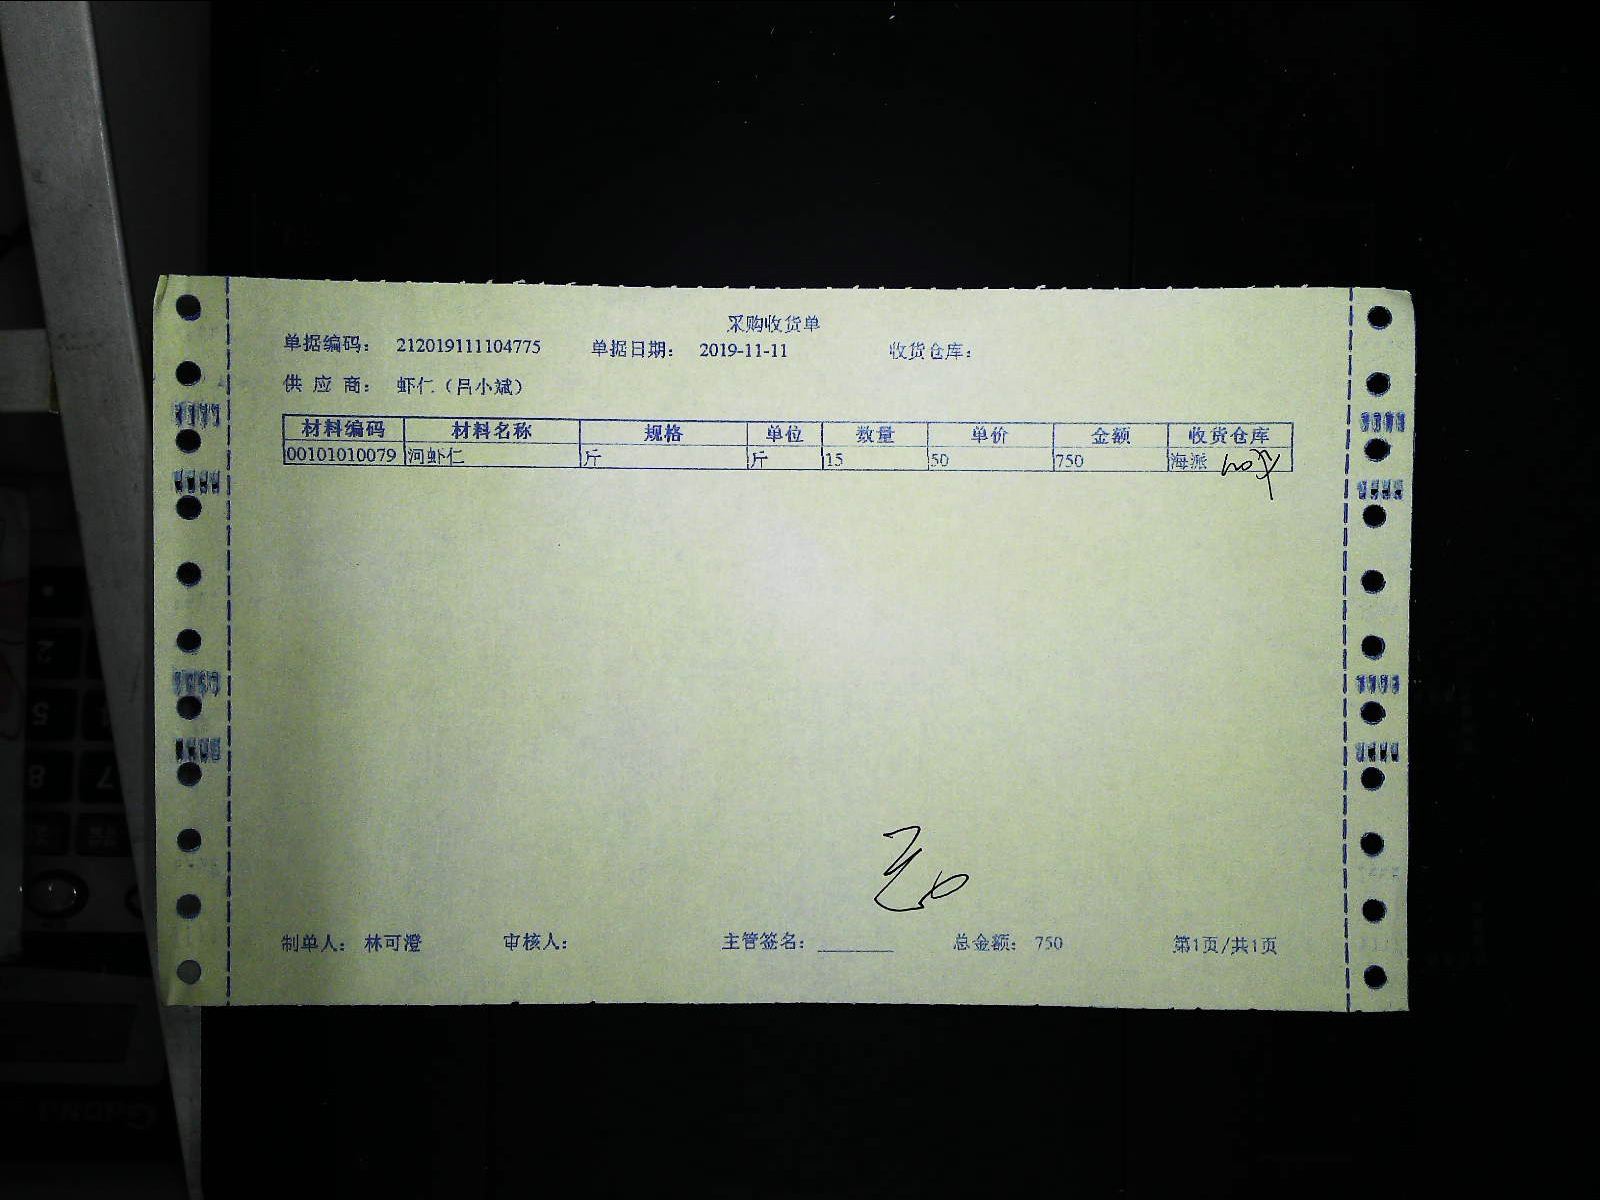 采购收货单
单据编码： 212019111104775 单据日期： 2019-11-11 收货仓库：
供 应 商： 虾仁（吕小斌）
材料编码 材料名称 规格 单位 数量 单价 金额 收货仓库
00101010079 河虾仁 斤 斤 15 50 750 海派
制单人： 林可澄 审核人： 主管签名： ________ 总金额： 750 第1页/共1页